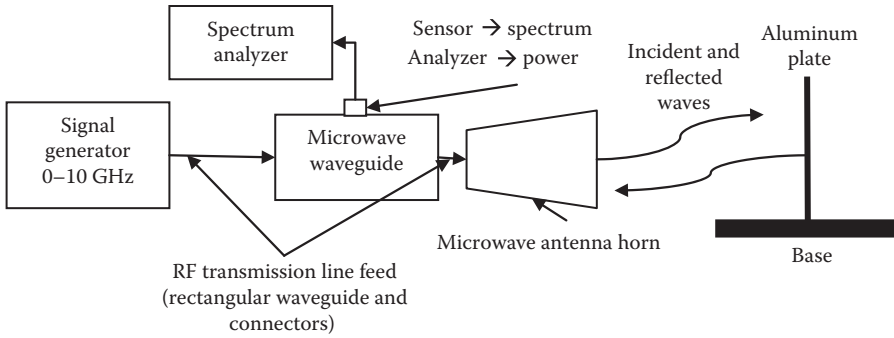 Spectrum
analyzer
Sensor → spectrum
Analyzer → power
Incident and
reflected
waves
Aluminum
plate
Signal
generator
0–10 GHz
Microwave
waveguide
Microwave antenna horn
Base
RF transmission line feed
(rectangular waveguide and
connectors)